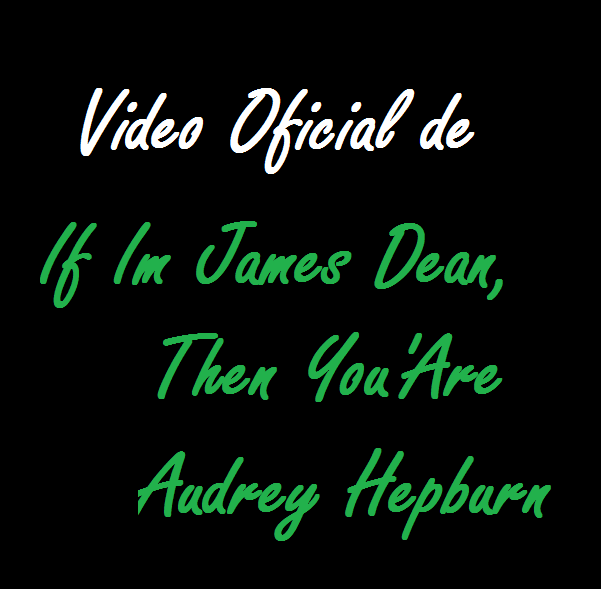 Video Oficial de
If Im James Dean,
Then You'Are
Audrey Hepburn